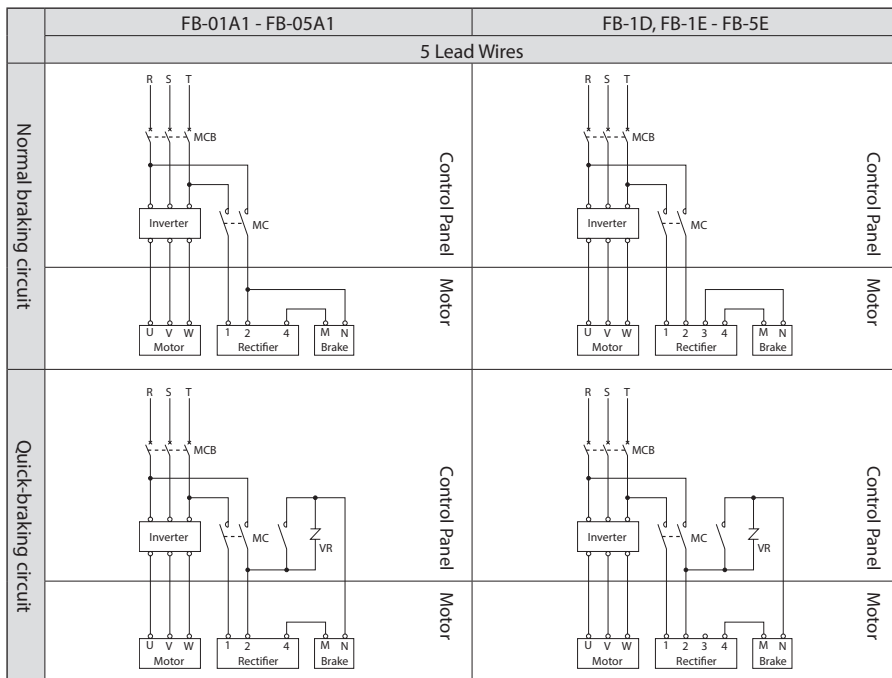 FB-01A1 - FB-05A1
FB-1D, FB-1E - FB-5E
5 Lead Wires
Normal braking circuit
R S T
MCB
Inverter
MC
Control Panel
Motor
U V W
Motor
1 2 4
Rectifier
M N
Brake
R S T
MCB
Inverter
MC
Control Panel
Motor
U V W
Motor
1 2 3 4
Rectifier
M N
Brake
Quick-braking circuit
R S T
MCB
Inverter
MC
VR
Control Panel
Motor
U V W
Motor
1 2 4
Rectifier
M N
Brake
R S T
MCB
Inverter
MC
VR
Control Panel
Motor
U V W
Motor
1 2 3 4
Rectifier
M N
Brake